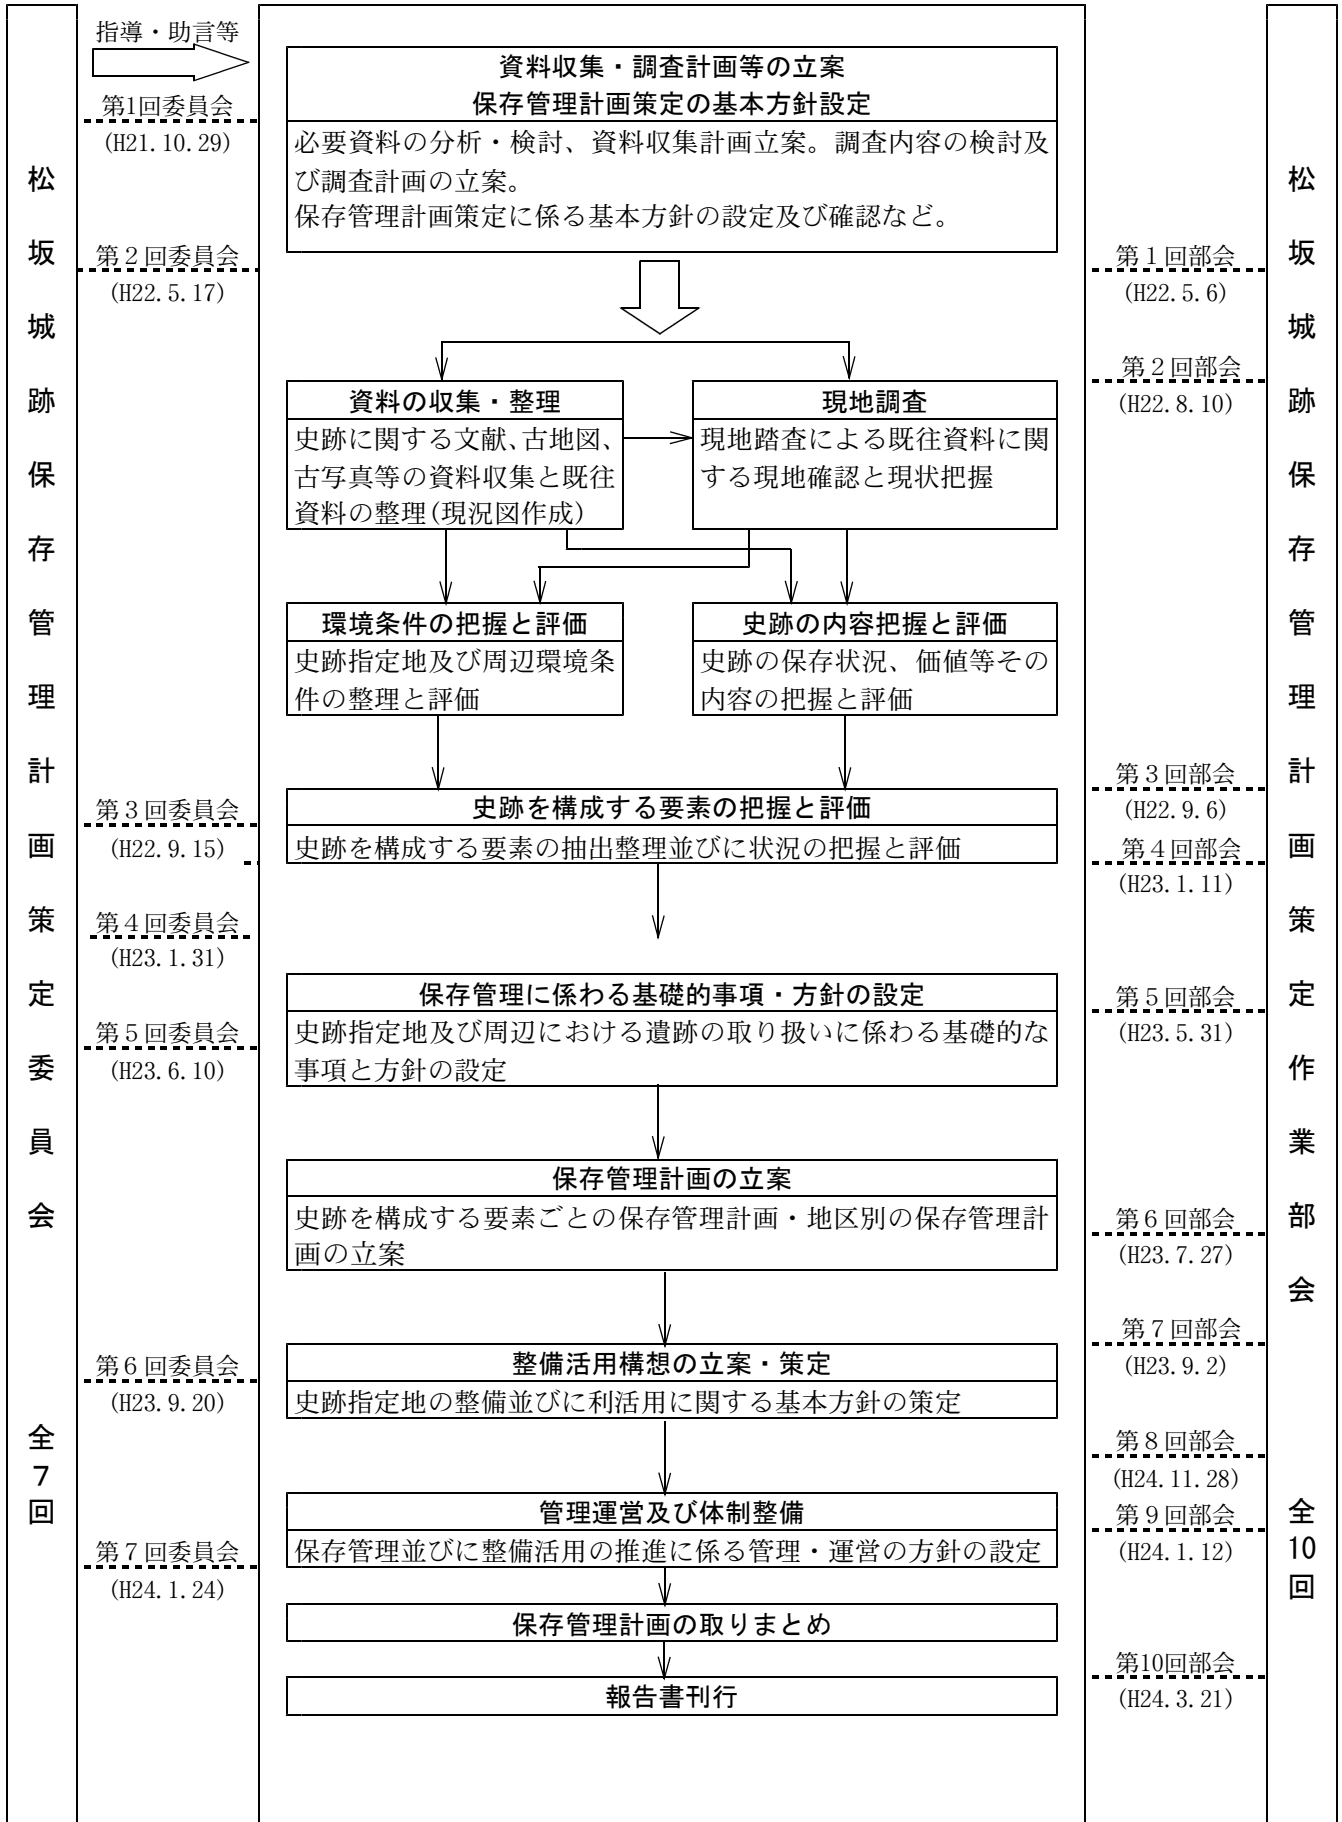 松坂城跡保存管理計画策定委員会
全7回
指導・助言等
第1回委員会
(H21.10.29)
第2回委員会
(H22.5.17)
第3回委員会
(H22.9.15)
第4回委員会
(H23.1.31)
第5回委員会
(H23.6.10)
第6回委員会
(H23.9.20)
第7回委員会
(H24.1.24)
資料収集・調査計画等の立案
保存管理計画策定の基本方針設定
必要資料の分析・検討、資料収集計画立案。調査内容の検討及
び調査計画の立案。
保存管理計画策定に係る基本方針の設定及び確認など。
資料の収集・整理
史跡に関する文献、古地図、
古写真等の資料収集と既往
資料の整理(現況図作成)
現地調査
現地踏査による既往資料に関
する現地確認と現状把握
環境条件の把握と評価
史跡指定地及び周辺環境条
件の整理と評価
史跡の内容把握と評価
史跡の保存状況、価値等その
内容の把握と評価
史跡を構成する要素の把握と評価
史跡を構成する要素の抽出整理並びに状況の把握と評価
保存管理に係わる基礎的事項・方針の設定
史跡指定地及び周辺における遺跡の取り扱いに係わる基礎的な
事項と方針の設定
保存管理計画の立案
史跡を構成する要素ごとの保存管理計画・地区別の保存管理計
画の立案
整備活用構想の立案・策定
史跡指定地の整備並びに利活用に関する基本方針の策定
管理運営及び体制整備
保存管理並びに整備活用の推進に係る管理・運営の方針の設定
保存管理計画の取りまとめ
報告書刊行
第1回部会
(H22.5.6)
第2回部会
(H22.8.10)
第3回部会
(H22.9.6)
第4回部会
(H23.1.11)
第5回部会
(H23.5.31)
第6回部会
(H23.7.27)
第7回部会
(H23.9.2)
第8回部会
(H24.11.28)
第9回部会
(H24.1.12)
第10回部会
(H24.3.21)
松坂城跡保存管理計画策定作業部会
全10回